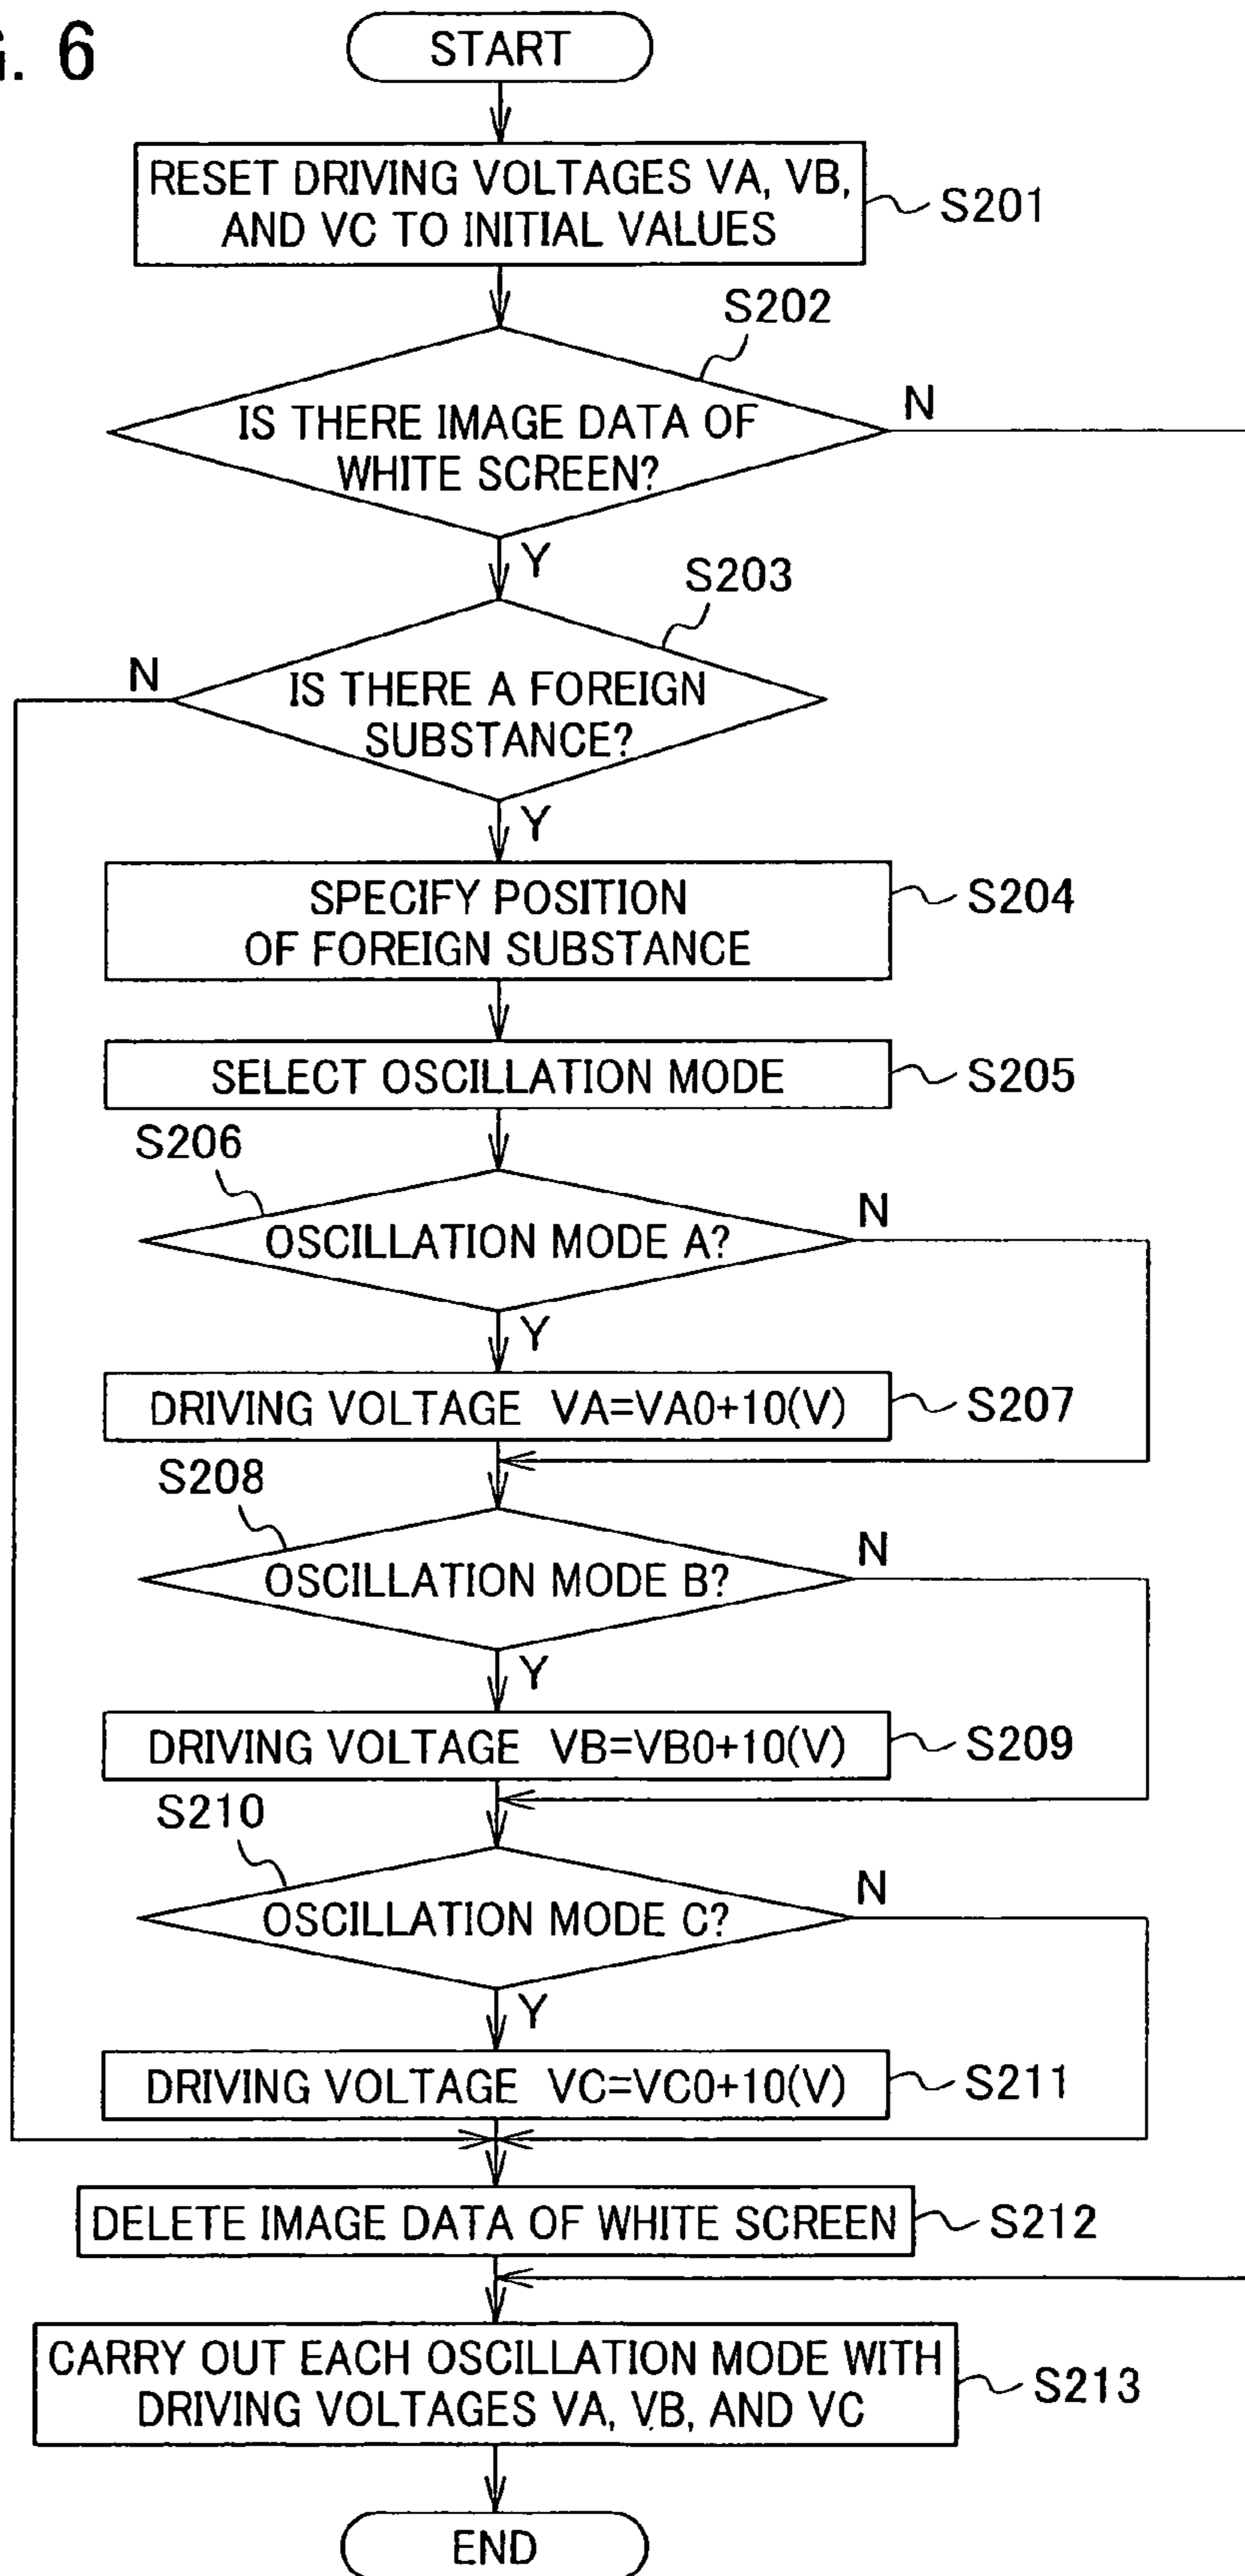 G. 6
START
RESET DRIVING VOLTAGES VA, VB,
AND VC TO INITIAL VALUES
S201
S202
IS THERE IMAGE DATA OF
WHITE SCREEN?
N
Y
S203
N
IS THERE A FOREIGN
SUBSTANCE?
Y
SPECIFY POSITION
OF FOREIGN SUBSTANCE
S204
SELECT OSCILLATION MODE
S205
S206
OSCILLATION MODE A?
N
Y
DRIVING VOLTAGE VA=VA0+10(V)
S207
S208
OSCILLATION MODE B?
N
Y
DRIVING VOLTAGE VB=VB0+10(V)
S209
S210
OSCILLATION MODE C?
N
Y
DRIVING VOLTAGE VC=VC0+10(V)
S211
DELETE IMAGE DATA OF WHITE SCREEN
S212
CARRY OUT EACH OSCILLATION MODE WITH
DRIVING VOLTAGES VA, VB, AND VC
S213
END